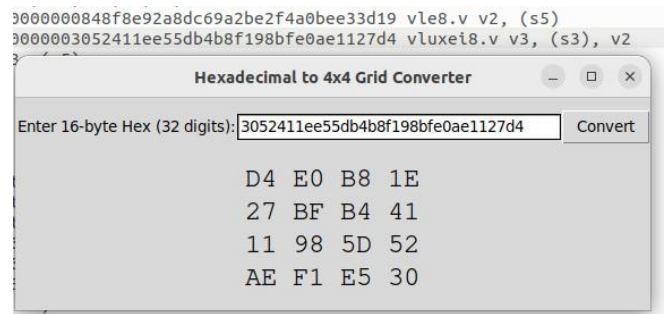 0000000848f8e92a8dc69a2be2f4a0bee33d19 vle8.v v2, (s5)
0000003052411ee55db4b8f198bfe0ae1127d4 vluxei8.v v3, (s3), v2
Hexadecimal to 4x4 Grid Converter
Enter 16-byte Hex (32 digits): 3052411ee55db4b8f198bfe0ae1127d4 Convert
D4 E0 B8 1E
27 BF B4 41
11 98 5D 52
AE F1 E5 30